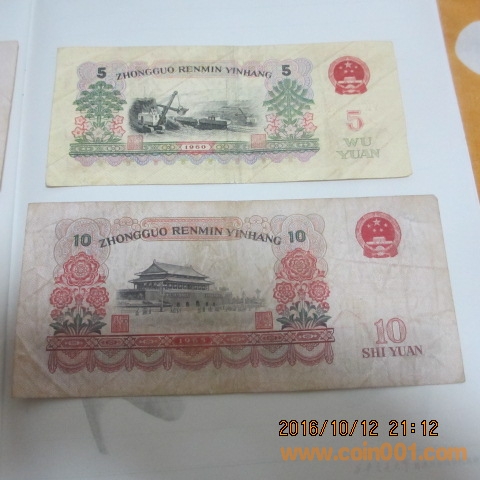 5 ZHONGGUO RENMIN YINHANG 5
1960
5
WU
YUAN
10 ZHONGGUO RENMIN YINHANG 10
1965
10
SHI YUAN
2016/10/12 21:12
www.coin001.com